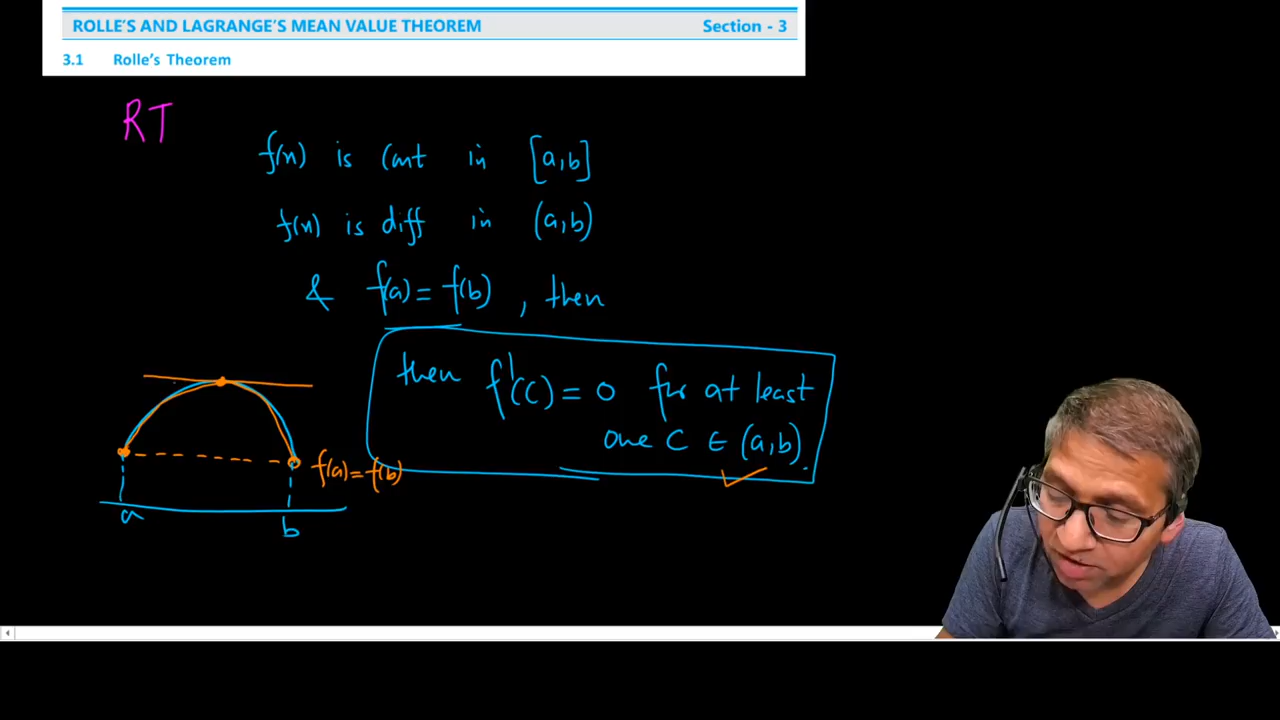 ROLLE'S AND LAGRANGE'S MEAN VALUE THEOREM Section - 3
3.1 Rolle's Theorem
RT
f(x) is Cont in [a,b]
f(x) is diff in (a,b)
& f(a) = f(b) , then
then f'(C) = 0 for at least
one C ∈ (a,b).
f(a) = f(b)
a
b